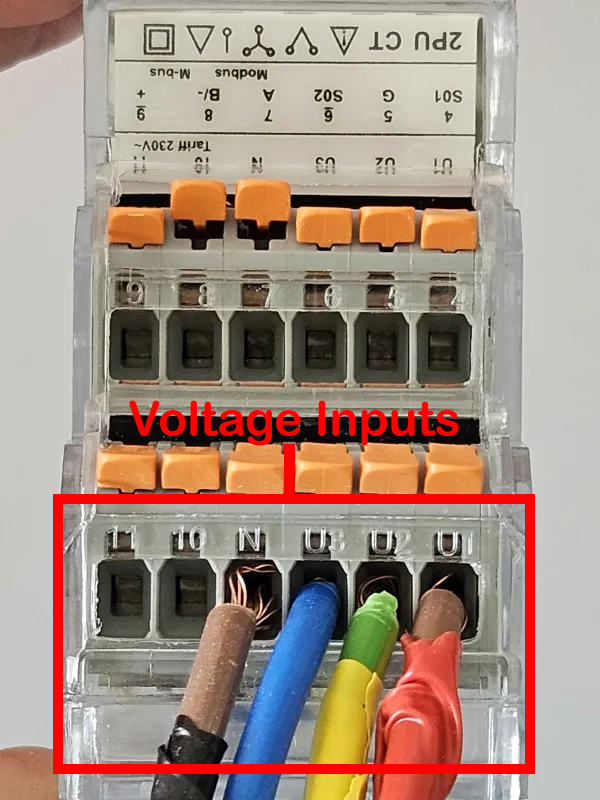 2PU CT
Modbus M-bus
S01 G S02 A B/- +
4 5 6 7 8 9
Tariff 230V~
U1 U2 U3 N 10 11
9 8 7 6 5 4
Voltage Inputs
11 10 N U3 U2 U1